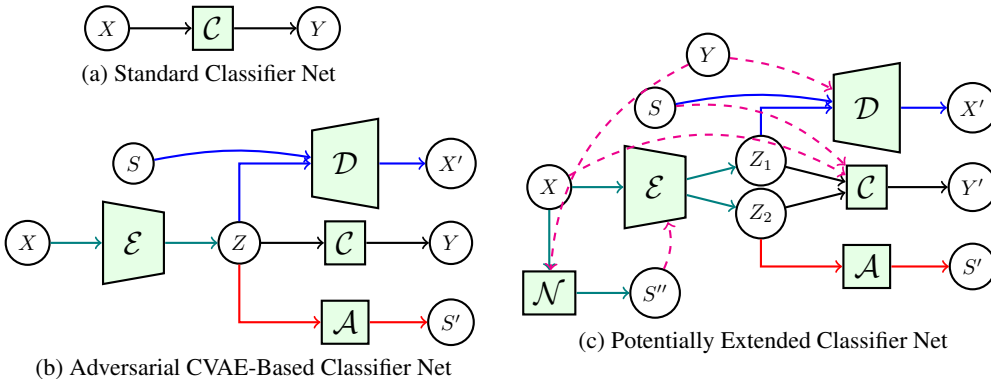 X
C
Y
(a) Standard Classifier Net
S
D
X′
X
E
Z
C
Y
A
S′
(b) Adversarial CVAE-Based Classifier Net
Y
S
D
X′
X
E
Z₁
Z₂
C
Y′
N
S′′
A
S′
(c) Potentially Extended Classifier Net